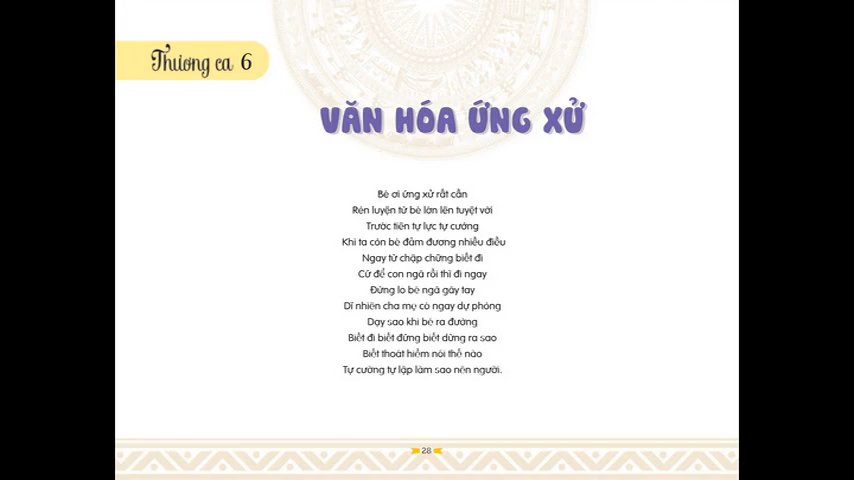 Thương ca 6
VĂN HÓA ỨNG XỬ
Bé ơi ứng xử rất cần
Rèn luyện từ bé lớn lên tuyệt vời
Trước tiên tự lực tự cường
Khi ta còn bé đảm đương nhiều điều
Ngay từ chập chững biết đi
Cứ để con ngã rồi thì đi ngay
Đừng lo bé ngã gãy tay
Dĩ nhiên cha mẹ có ngay dự phòng
Dạy sao khi bé ra đường
Biết đi biết đứng biết dừng ra sao
Biết thoát hiểm nói thế nào
Tự cường tự lập làm sao nên người.
28